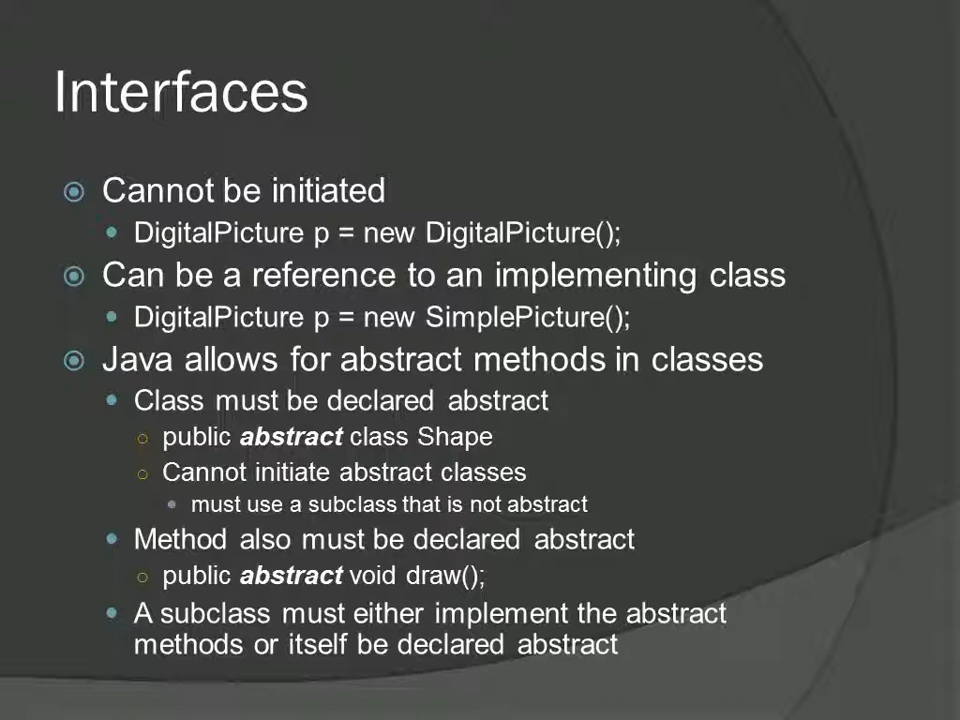 Interfaces
Cannot be initiated
DigitalPicture p = new DigitalPicture();
Can be a reference to an implementing class
DigitalPicture p = new SimplePicture();
Java allows for abstract methods in classes
Class must be declared abstract
public abstract class Shape
Cannot initiate abstract classes
must use a subclass that is not abstract
Method also must be declared abstract
public abstract void draw();
A subclass must either implement the abstract
methods or itself be declared abstract